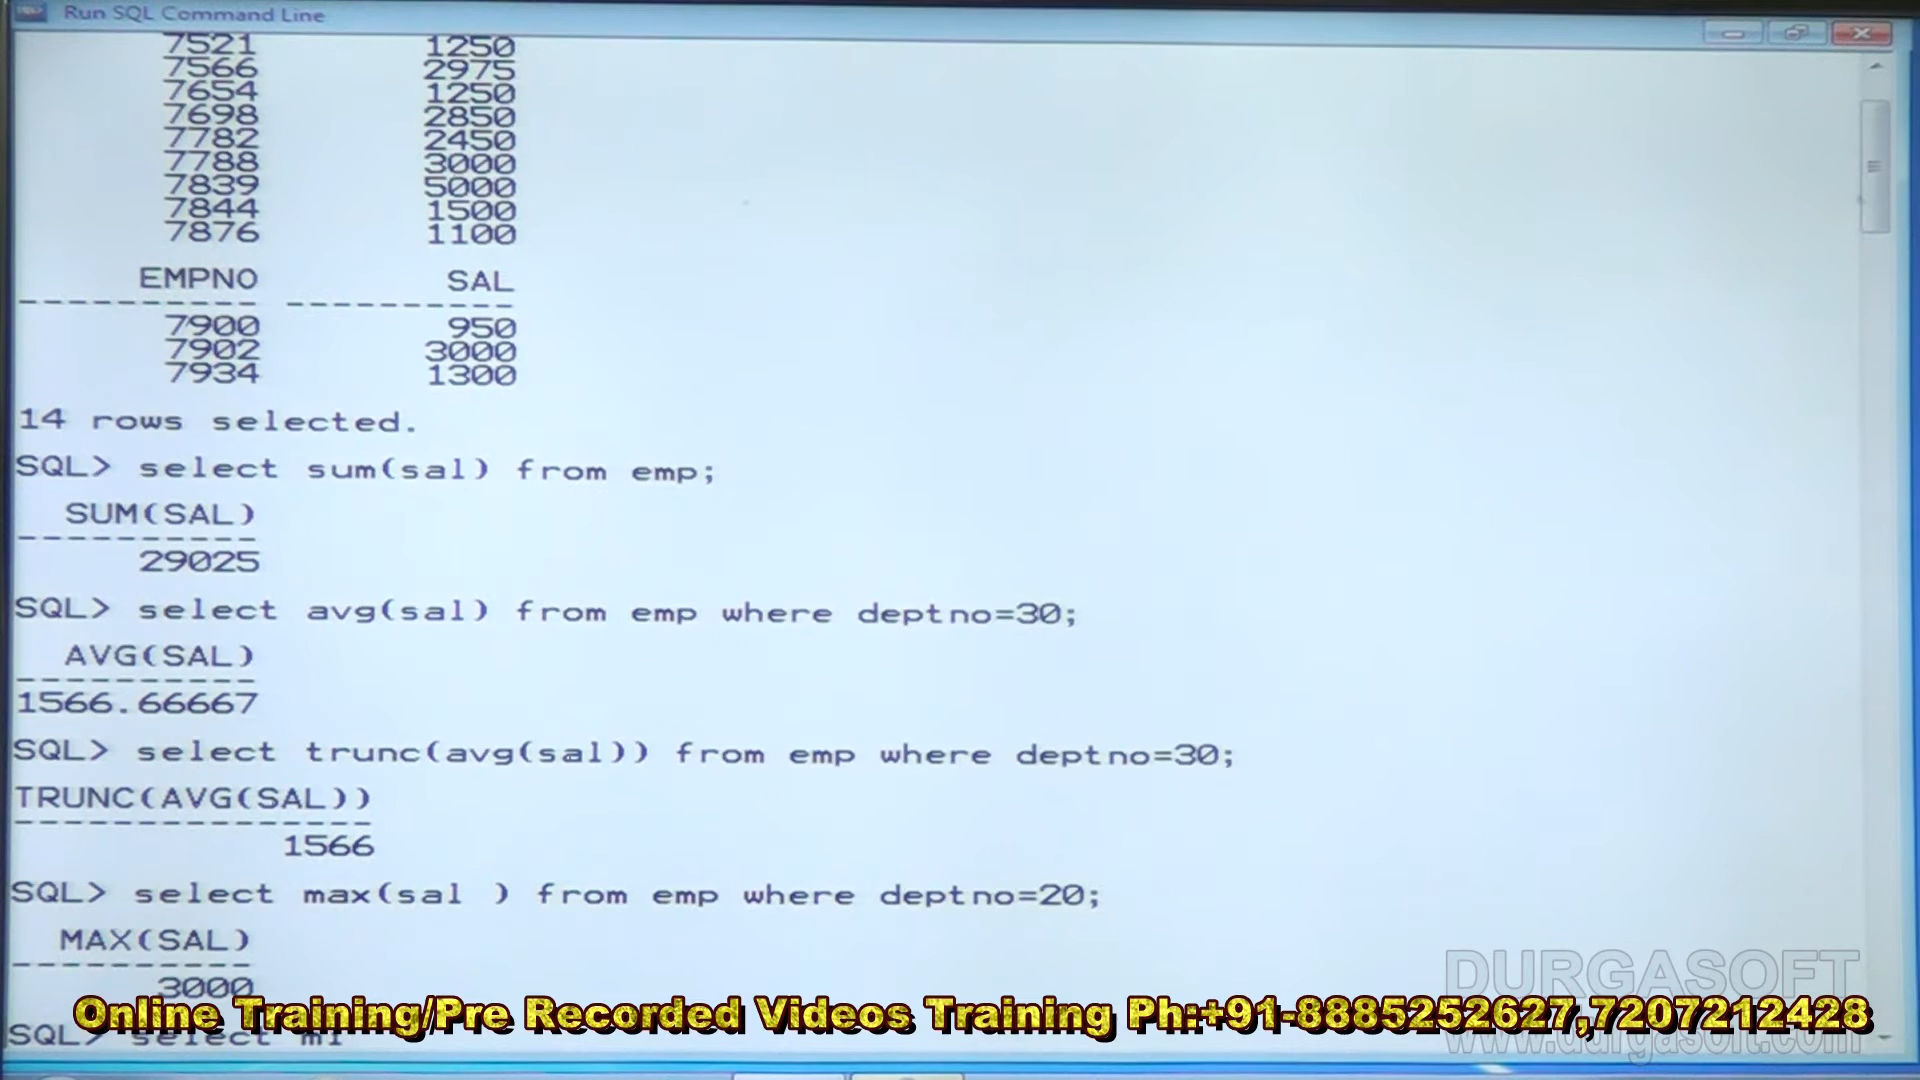 Run SQL Command Line
7521 1250
7566 2975
7654 1250
7698 2850
7782 2450
7788 3000
7839 5000
7844 1500
7876 1100
EMPNO SAL
---------- ----------
7900 950
7902 3000
7934 1300
14 rows selected.
SQL> select sum(sal) from emp;
SUM(SAL)
----------
29025
SQL> select avg(sal) from emp where deptno=30;
AVG(SAL)
----------
1566.66667
SQL> select trunc(avg(sal)) from emp where deptno=30;
TRUNC(AVG(SAL))
---------------
1566
SQL> select max(sal ) from emp where deptno=20;
MAX(SAL)
----------
3000
DURGASOFT
Online Training/Pre Recorded Videos Training Ph:+91-8885252627,7207212428
SQL> select mi
www.durgasoft.com